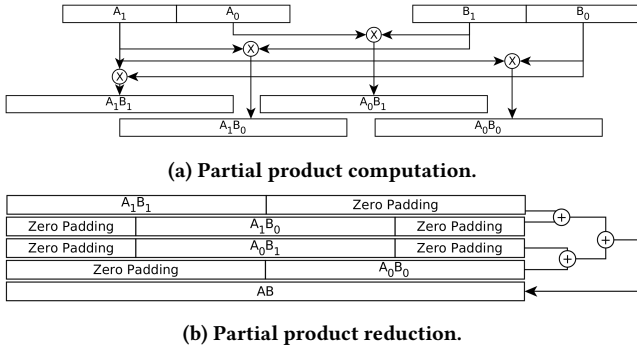 A1 A0 B1 B0
X
X
X
X
A1B1 A0B1
A1B0 A0B0
(a) Partial product computation.
A1B1 Zero Padding
Zero Padding A1B0 Zero Padding
+
Zero Padding A0B1 Zero Padding
+
Zero Padding A0B0
+
AB
(b) Partial product reduction.